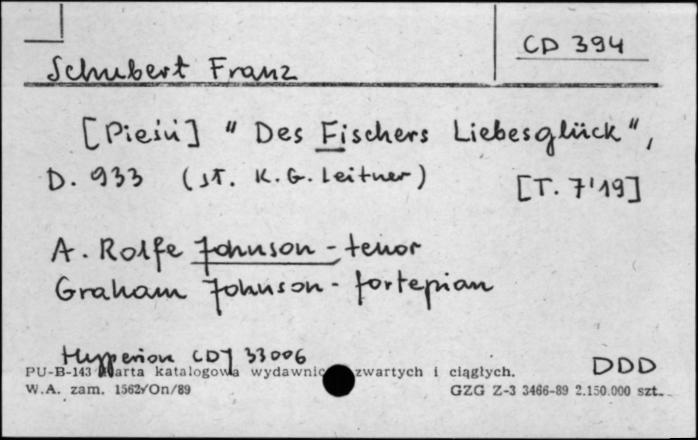 CD 394
Schubert Franz
[Pieśń] " Des Fischers Liebesglück",
D. 933 (sł. K. G. Leitner)
[T. 7'19]
A. Rolfe Johnson - tenor
Graham Johnson - fortepian
Hyperion CDJ 33006
DDD
PU-B-143 Karta katalogowa wydawnic zwartych i ciągłych.
W.A. zam. 1562/On/89
GZG Z-3 3466-89 2.150.000 szt.